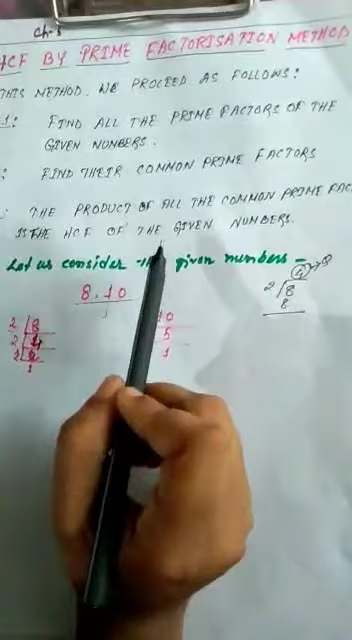 Ch-5
HCF BY PRIME FACTORISATION METHOD
THIS METHOD, WE PROCEED AS FOLLOWS:
1: FIND ALL THE PRIME FACTORS OF THE
GIVEN NUMBERS.
: FIND THEIR COMMON PRIME FACTORS
: THE PRODUCT OF ALL THE COMMON PRIME FAC
IS THE HCF OF THE GIVEN NUMBERS.
Let us consider the given numbers -
8, 10
2 8
8
2 8
2 4
2 2
1
10
5
1